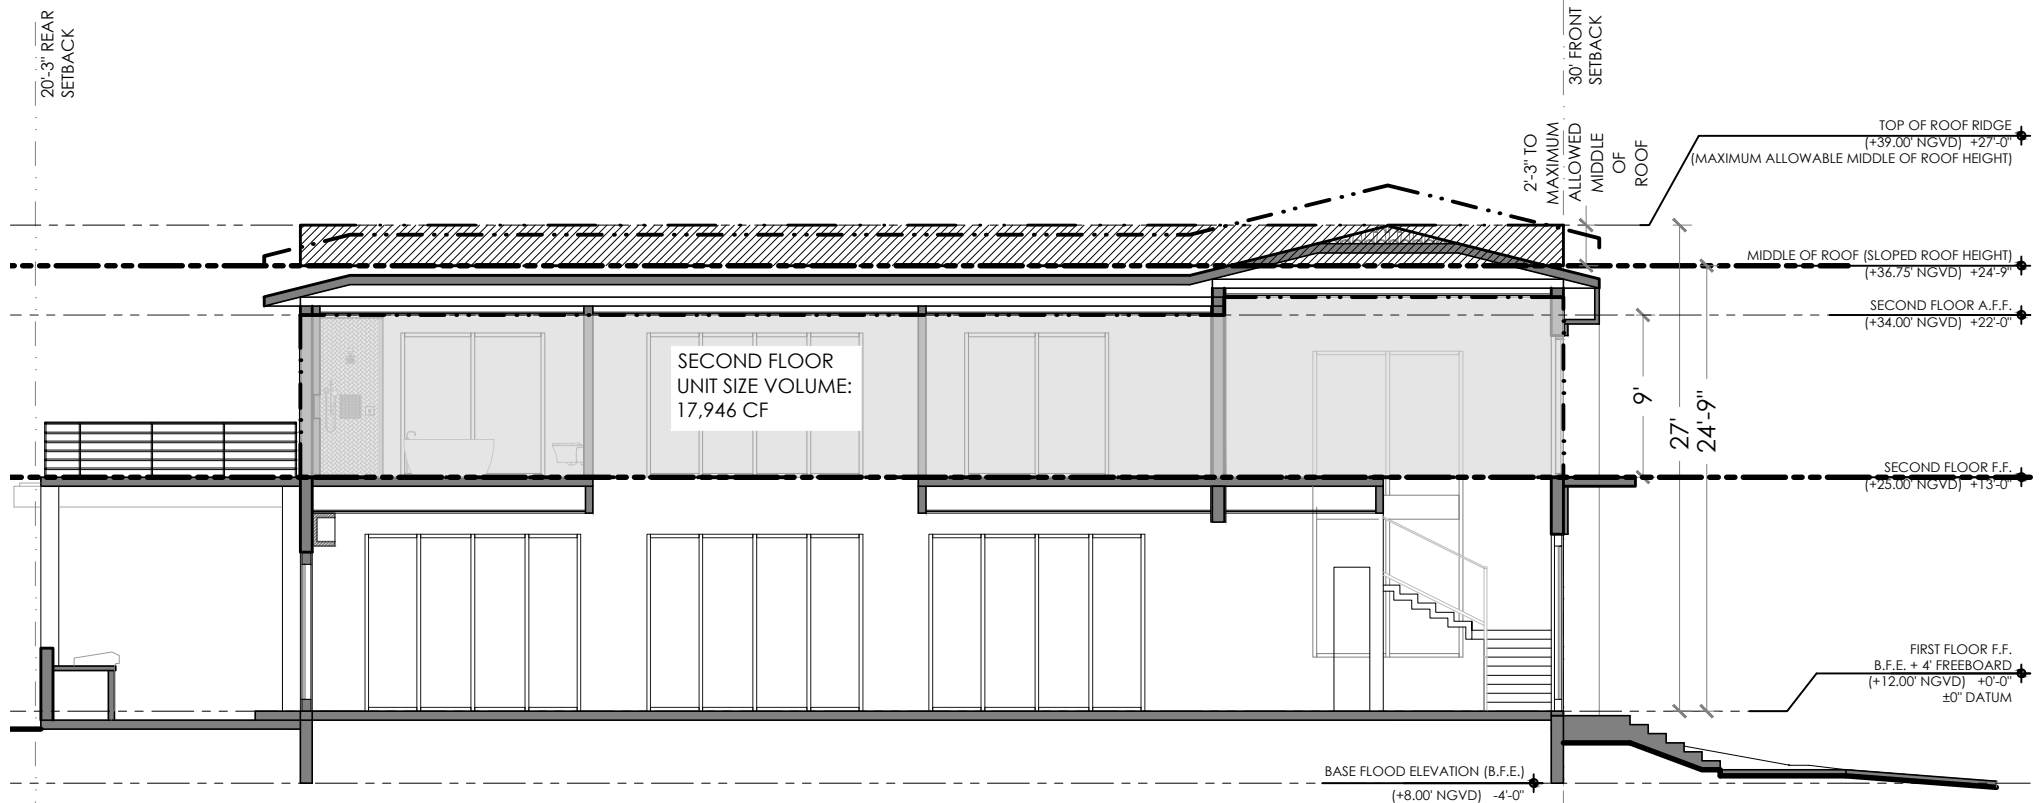 20'-3" REAR
SETBACK
30' FRONT
SETBACK
2'-3" TO
MAXIMUM
ALLOWED
MIDDLE
OF
ROOF
TOP OF ROOF RIDGE
(+39.00' NGVD) +27'-0"
(MAXIMUM ALLOWABLE MIDDLE OF ROOF HEIGHT)
MIDDLE OF ROOF (SLOPED ROOF HEIGHT)
(+36.75' NGVD) +24'-9"
SECOND FLOOR A.F.F.
(+34.00' NGVD) +22'-0"
SECOND FLOOR
UNIT SIZE VOLUME:
17,946 CF
9'
27'
24'-9"
SECOND FLOOR F.F.
(+25.00' NGVD) +13'-0"
FIRST FLOOR F.F.
B.F.E. + 4' FREEBOARD
(+12.00' NGVD) +0'-0"
±0" DATUM
BASE FLOOD ELEVATION (B.F.E.)
(+8.00' NGVD) -4'-0"